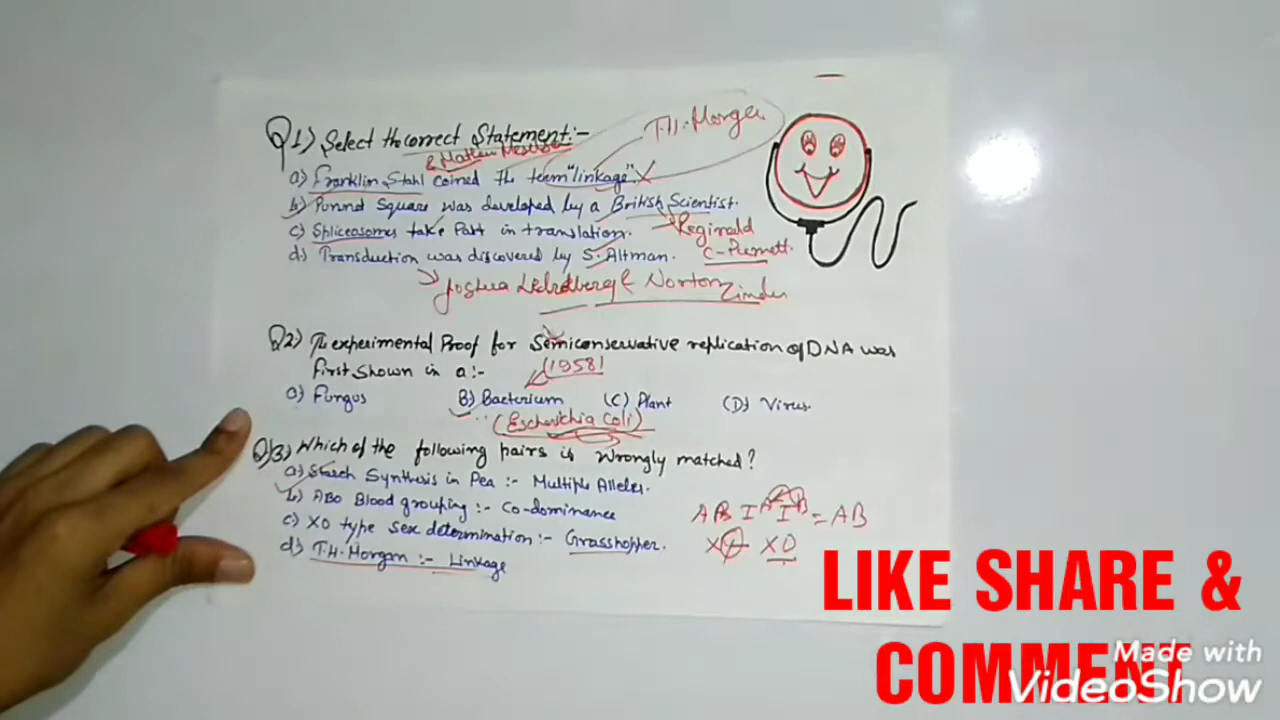 T.H. Morgan
Q1) Select the correct Statement:-
& Mathew Meselson
a) Franklin Stahl coined the term "linkage" X
b) Punnet Square was developed by a British Scientist.
c) Spliceasomes take Part in translation. → Reginald
d) Transduction was discovered by S. Altman. C-Punnett.
Joshua Lederberg & Norton Zinder
Q2) The experimental Proof for Semiconservative replication of DNA was
first shown in a:- (1958)
a) Fungus B) Bacterium (C) Plant (D) Virus.
(Escherichia coli)
Q3) Which of the following pairs is wrongly matched?
a) Starch Synthesis in Pea :- Multiple Alleles.
b) ABO Blood grouping :- Co-dominance
c) XO type sex determination :- Grasshopper.
d) T.H. Morgan :- Linkage
AB I^A I^B = AB
XO
LIKE SHARE &
COMMENT
Made with
VideoShow